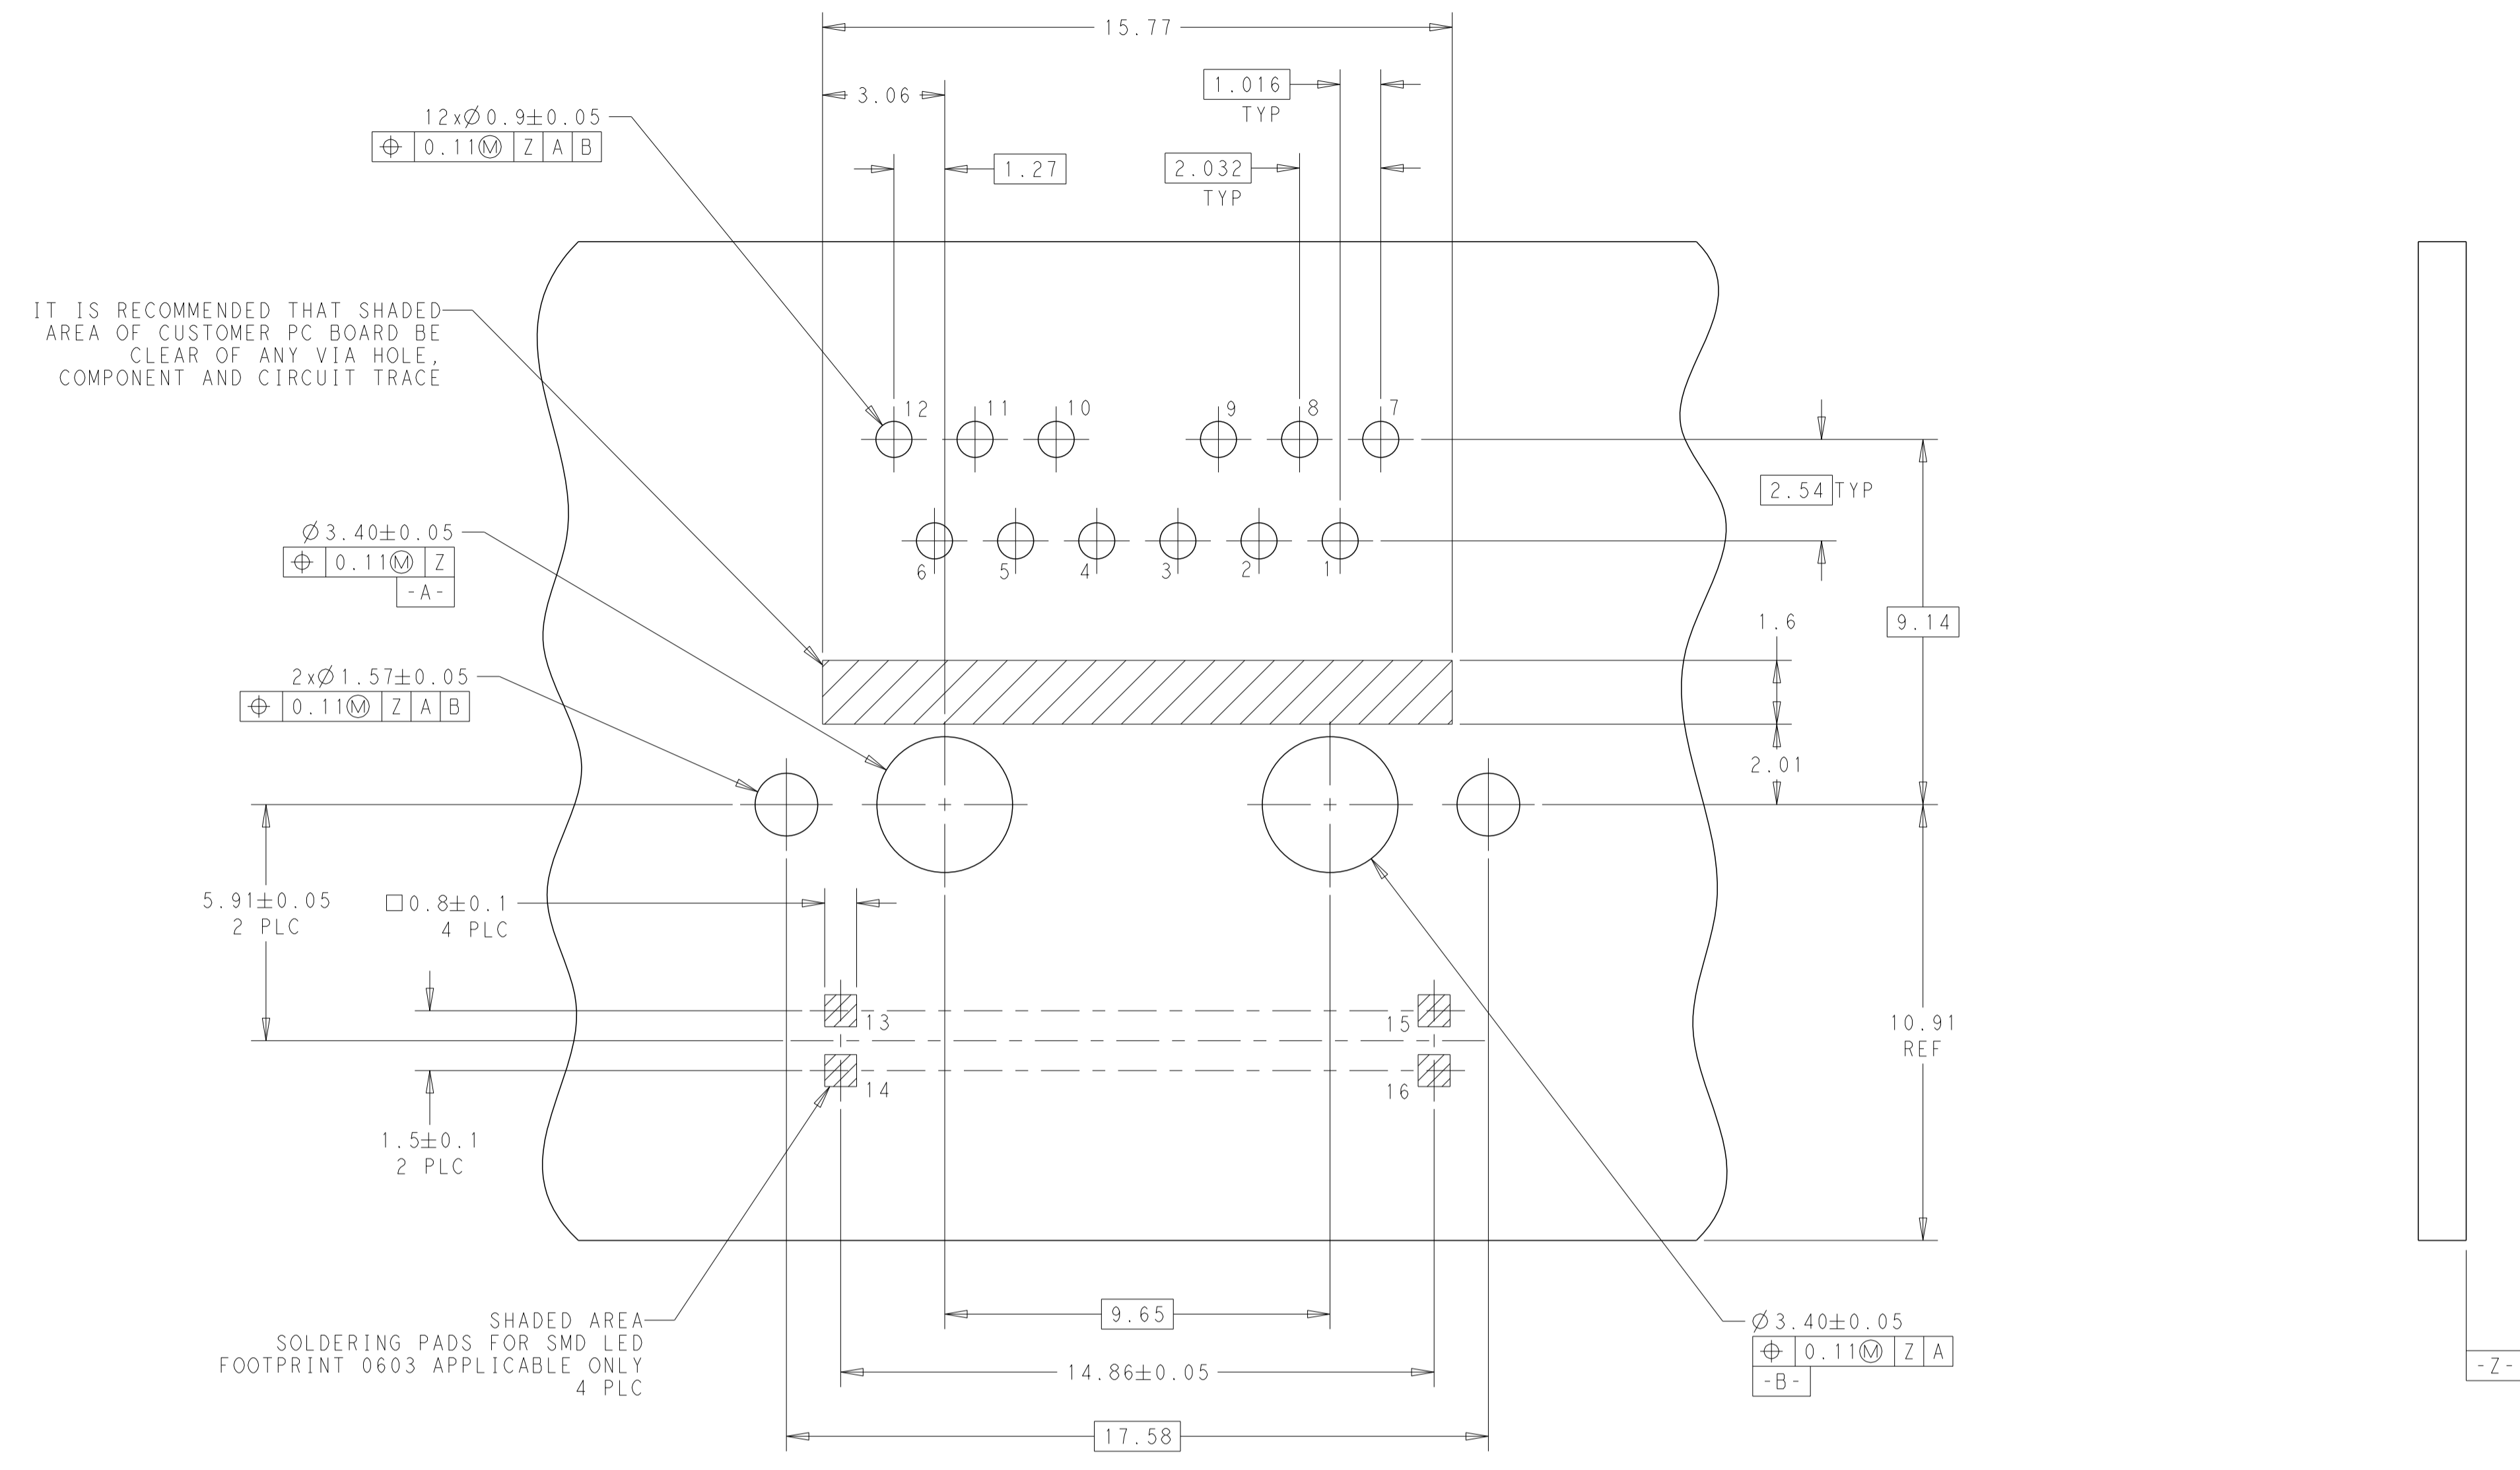 15.77
3.06
1.016
TYP
12xØ0.9±0.05
⌖ 0.11Ⓜ Z A B
1.27
2.032
TYP
IT IS RECOMMENDED THAT SHADED
AREA OF CUSTOMER PC BOARD BE
CLEAR OF ANY VIA HOLE,
COMPONENT AND CIRCUIT TRACE
12
11
10
9
8
7
2.54 TYP
Ø3.40±0.05
⌖ 0.11Ⓜ Z
-A-
6
5
4
3
2
1
1.6
9.14
2xØ1.57±0.05
⌖ 0.11Ⓜ Z A B
2.01
5.91±0.05
2 PLC
□0.8±0.1
4 PLC
13
15
10.91
REF
14
16
1.5±0.1
2 PLC
SHADED AREA
SOLDERING PADS FOR SMD LED
FOOTPRINT 0603 APPLICABLE ONLY
4 PLC
9.65
14.86±0.05
17.58
Ø3.40±0.05
⌖ 0.11Ⓜ Z A
-B-
-Z-